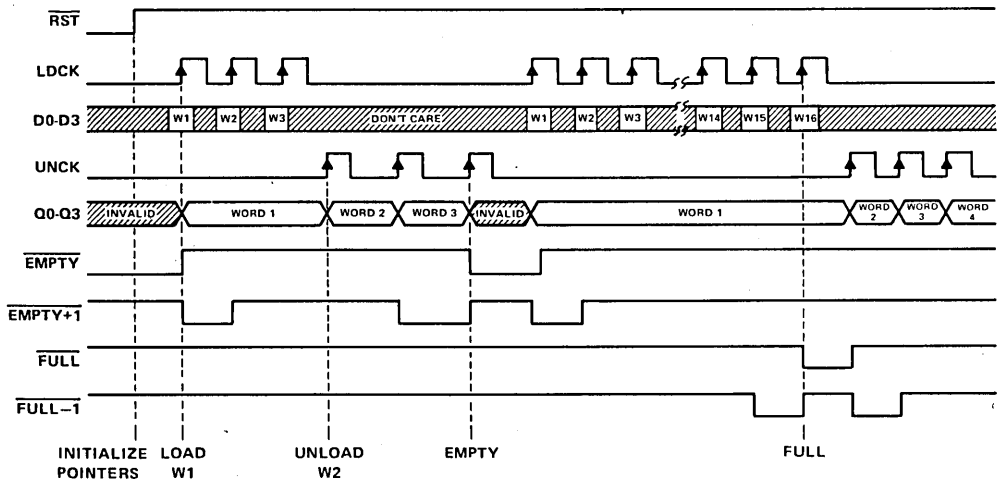 RST
LDCK
D0-D3 W1 W2 W3 DON'T CARE W1 W2 W3 W14 W15 W16
UNCK
Q0-Q3 INVALID WORD 1 WORD 2 WORD 3 INVALID WORD 1 WORD 2 WORD 3 WORD 4
EMPTY
EMPTY+1
FULL
FULL−1
INITIALIZE POINTERS
LOAD W1
UNLOAD W2
EMPTY
FULL